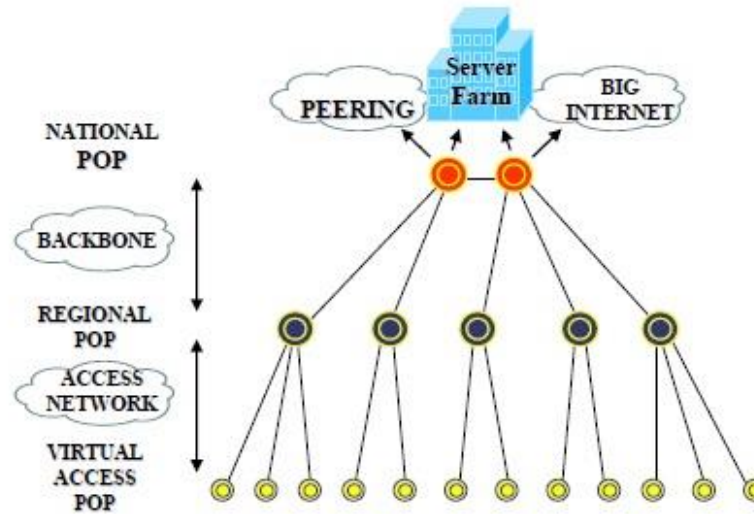 Server
Farm
PEERING
BIG
INTERNET
NATIONAL
POP
BACKBONE
REGIONAL
POP
ACCESS
NETWORK
VIRTUAL
ACCESS
POP